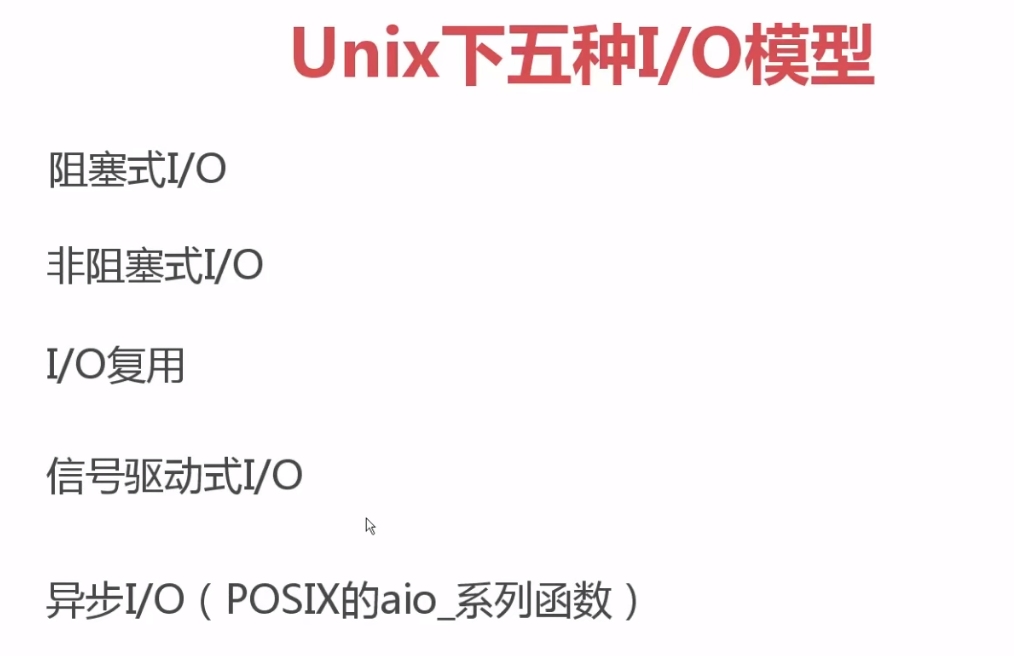 Unix下五种I/O模型
阻塞式I/O
非阻塞式I/O
I/O复用
信号驱动式I/O
异步I/O（POSIX的aio_系列函数）